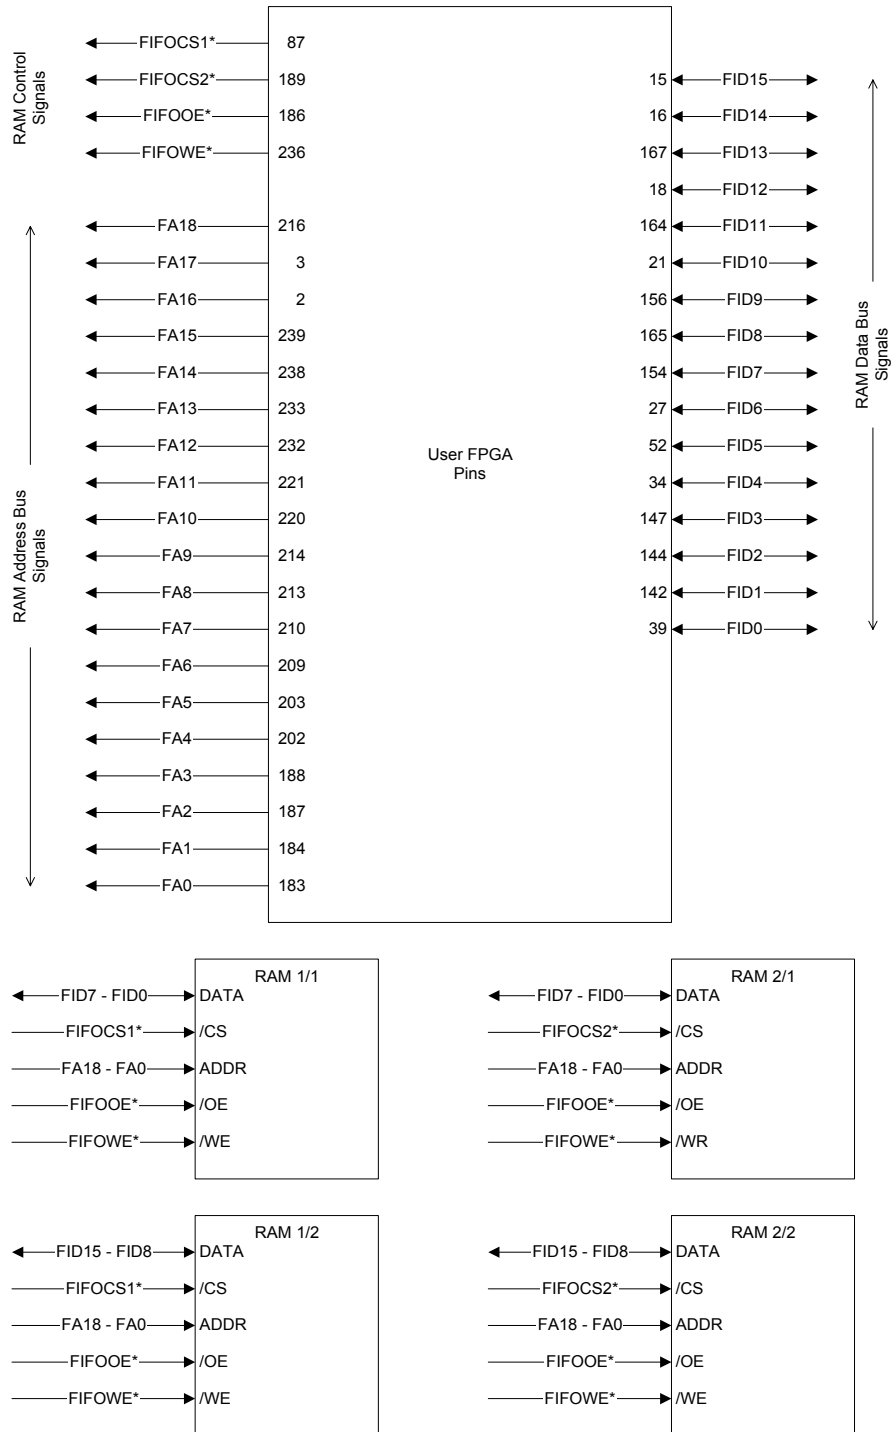 RAM Control
Signals
FIFOCS1* 87
FIFOCS2* 189
FIFOOE* 186
FIFOWE* 236
RAM Address Bus
Signals
FA18 216
FA17 3
FA16 2
FA15 239
FA14 238
FA13 233
FA12 232
FA11 221
FA10 220
FA9 214
FA8 213
FA7 210
FA6 209
FA5 203
FA4 202
FA3 188
FA2 187
FA1 184
FA0 183
User FPGA
Pins
15 FID15
16 FID14
167 FID13
18 FID12
164 FID11
21 FID10
156 FID9
165 FID8
154 FID7
27 FID6
52 FID5
34 FID4
147 FID3
144 FID2
142 FID1
39 FID0
RAM Data Bus
Signals
RAM 1/1
FID7 - FID0 DATA
FIFOCS1* /CS
FA18 - FA0 ADDR
FIFOOE* /OE
FIFOWE* /WE
RAM 2/1
FID7 - FID0 DATA
FIFOCS2* /CS
FA18 - FA0 ADDR
FIFOOE* /OE
FIFOWE* /WR
RAM 1/2
FID15 - FID8 DATA
FIFOCS1* /CS
FA18 - FA0 ADDR
FIFOOE* /OE
FIFOWE* /WE
RAM 2/2
FID15 - FID8 DATA
FIFOCS2* /CS
FA18 - FA0 ADDR
FIFOOE* /OE
FIFOWE* /WE